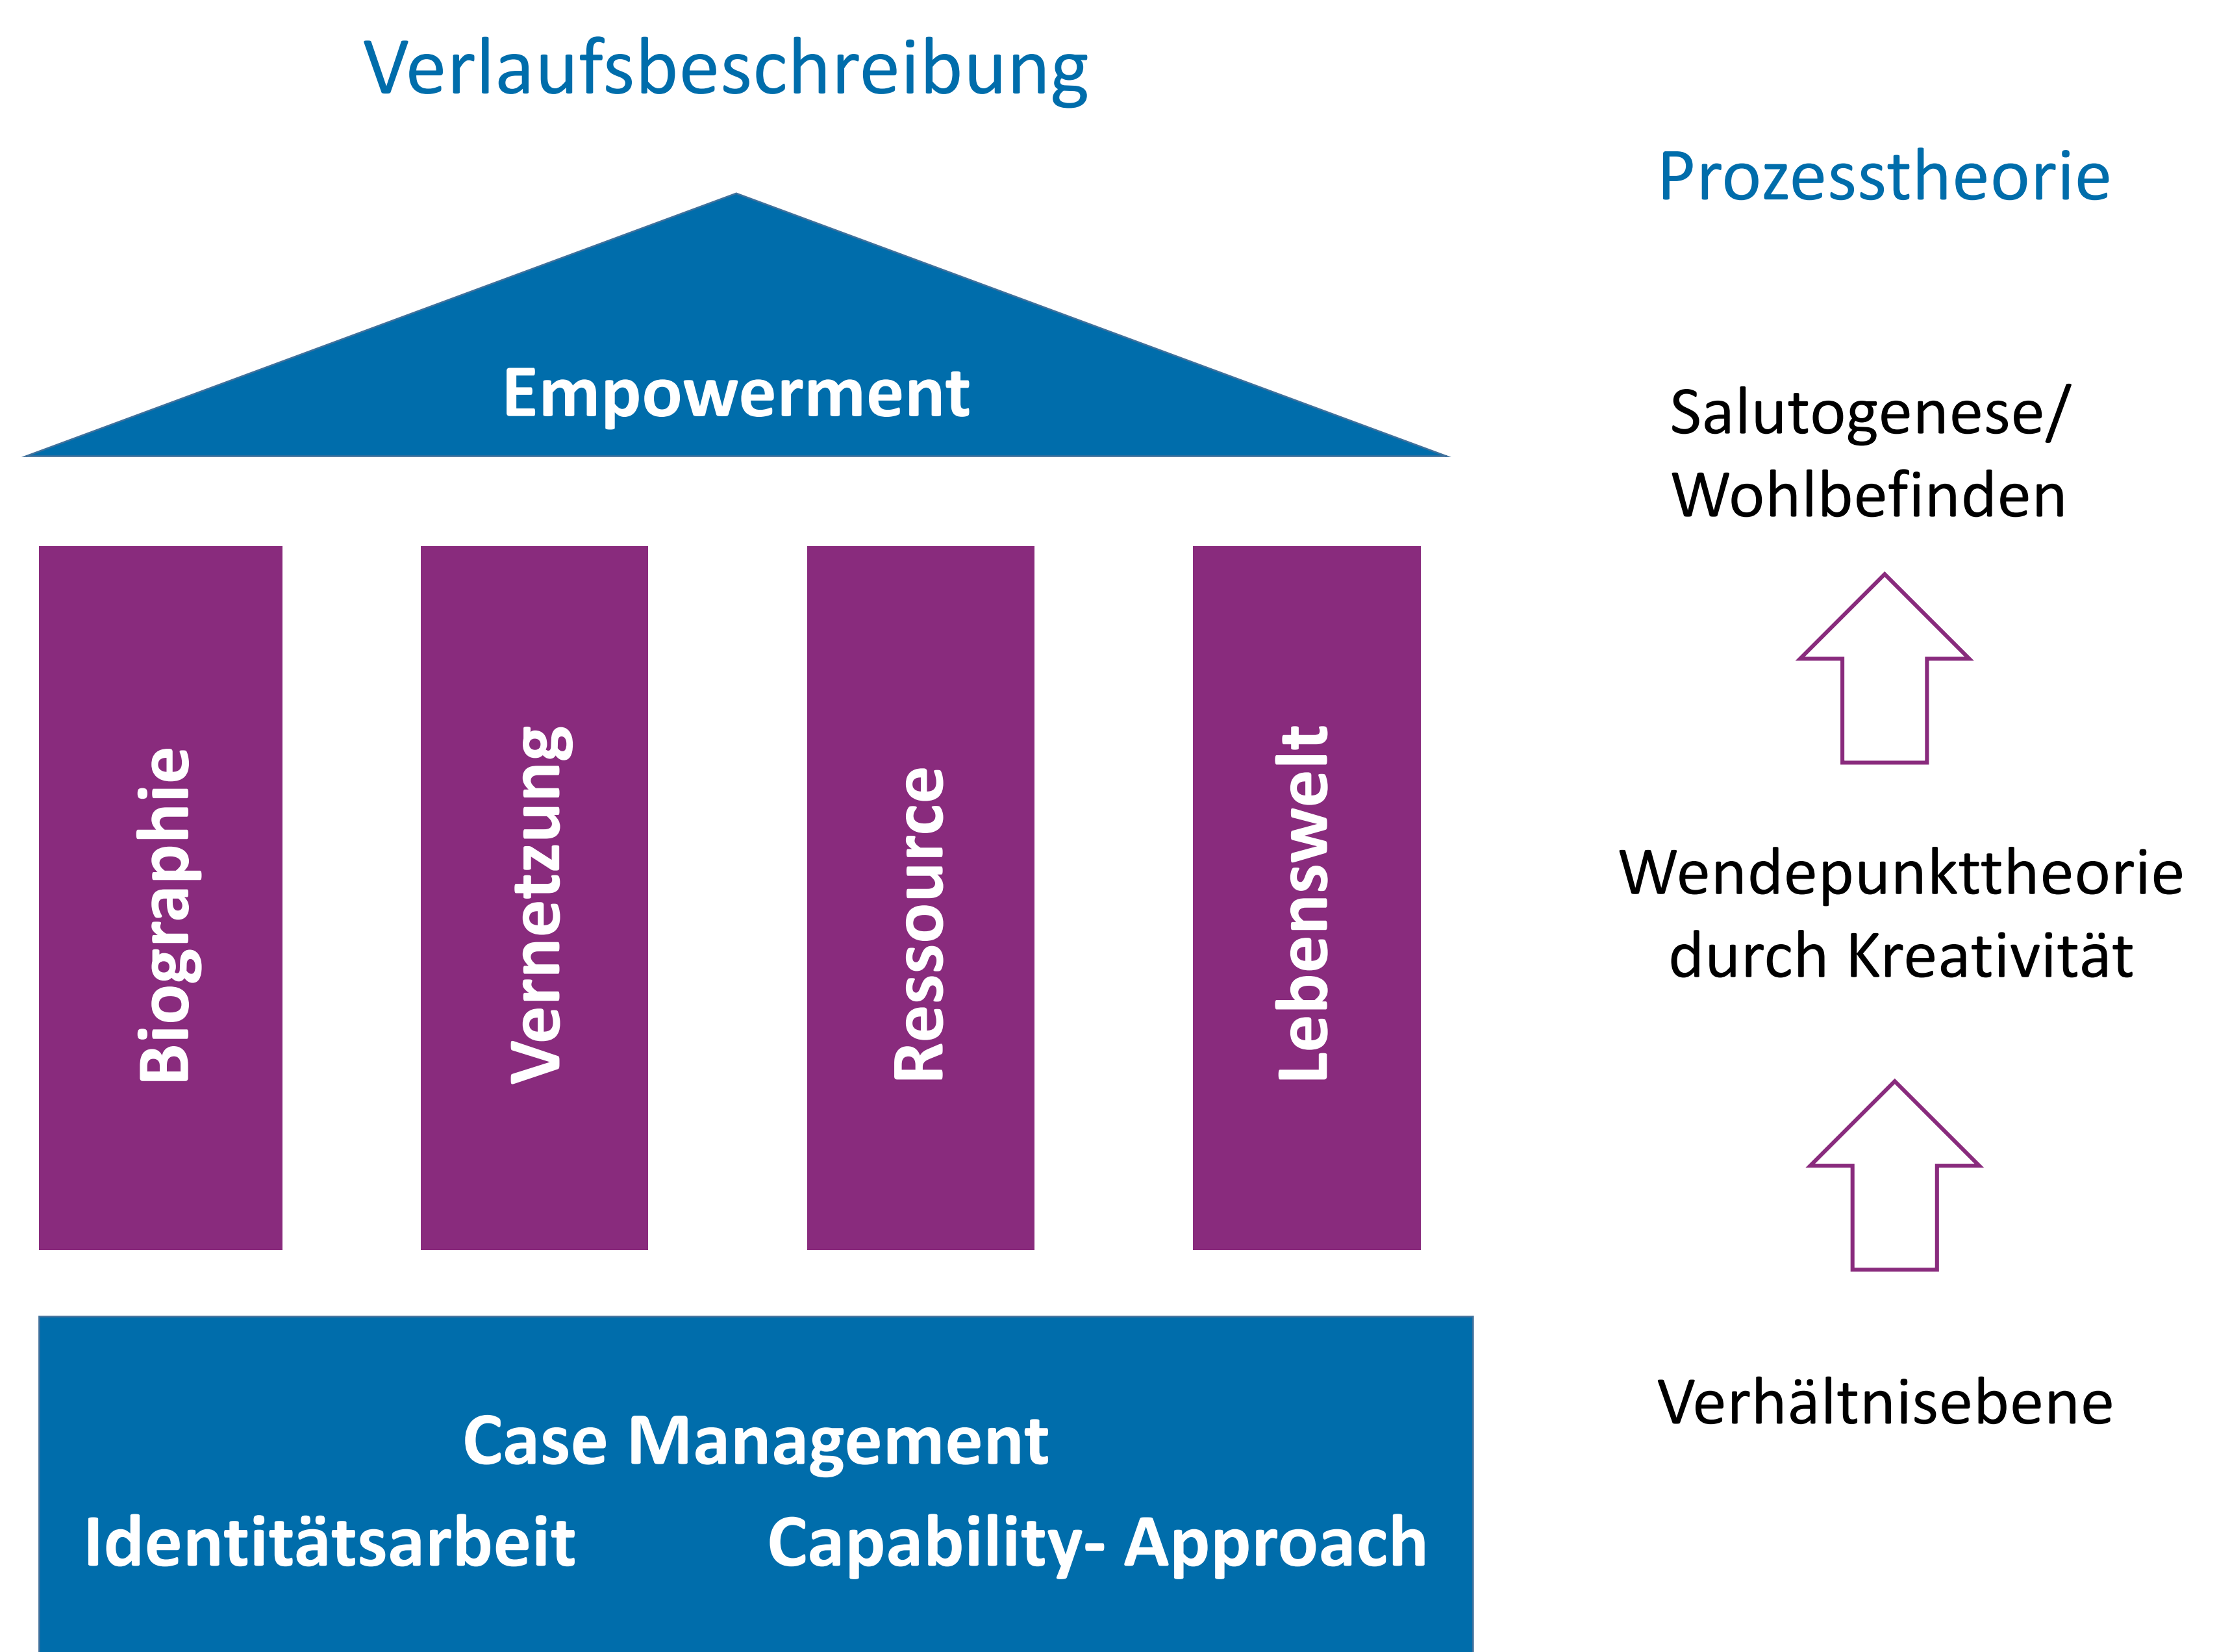 Verlaufsbeschreibung
Prozesstheorie
Empowerment
Salutogenese/
Wohlbefinden
Biographie
Vernetzung
Ressource
Lebenswelt
Wendepunkttheorie
durch Kreativität
Case Management
Identitätsarbeit Capability- Approach
Verhältnisebene